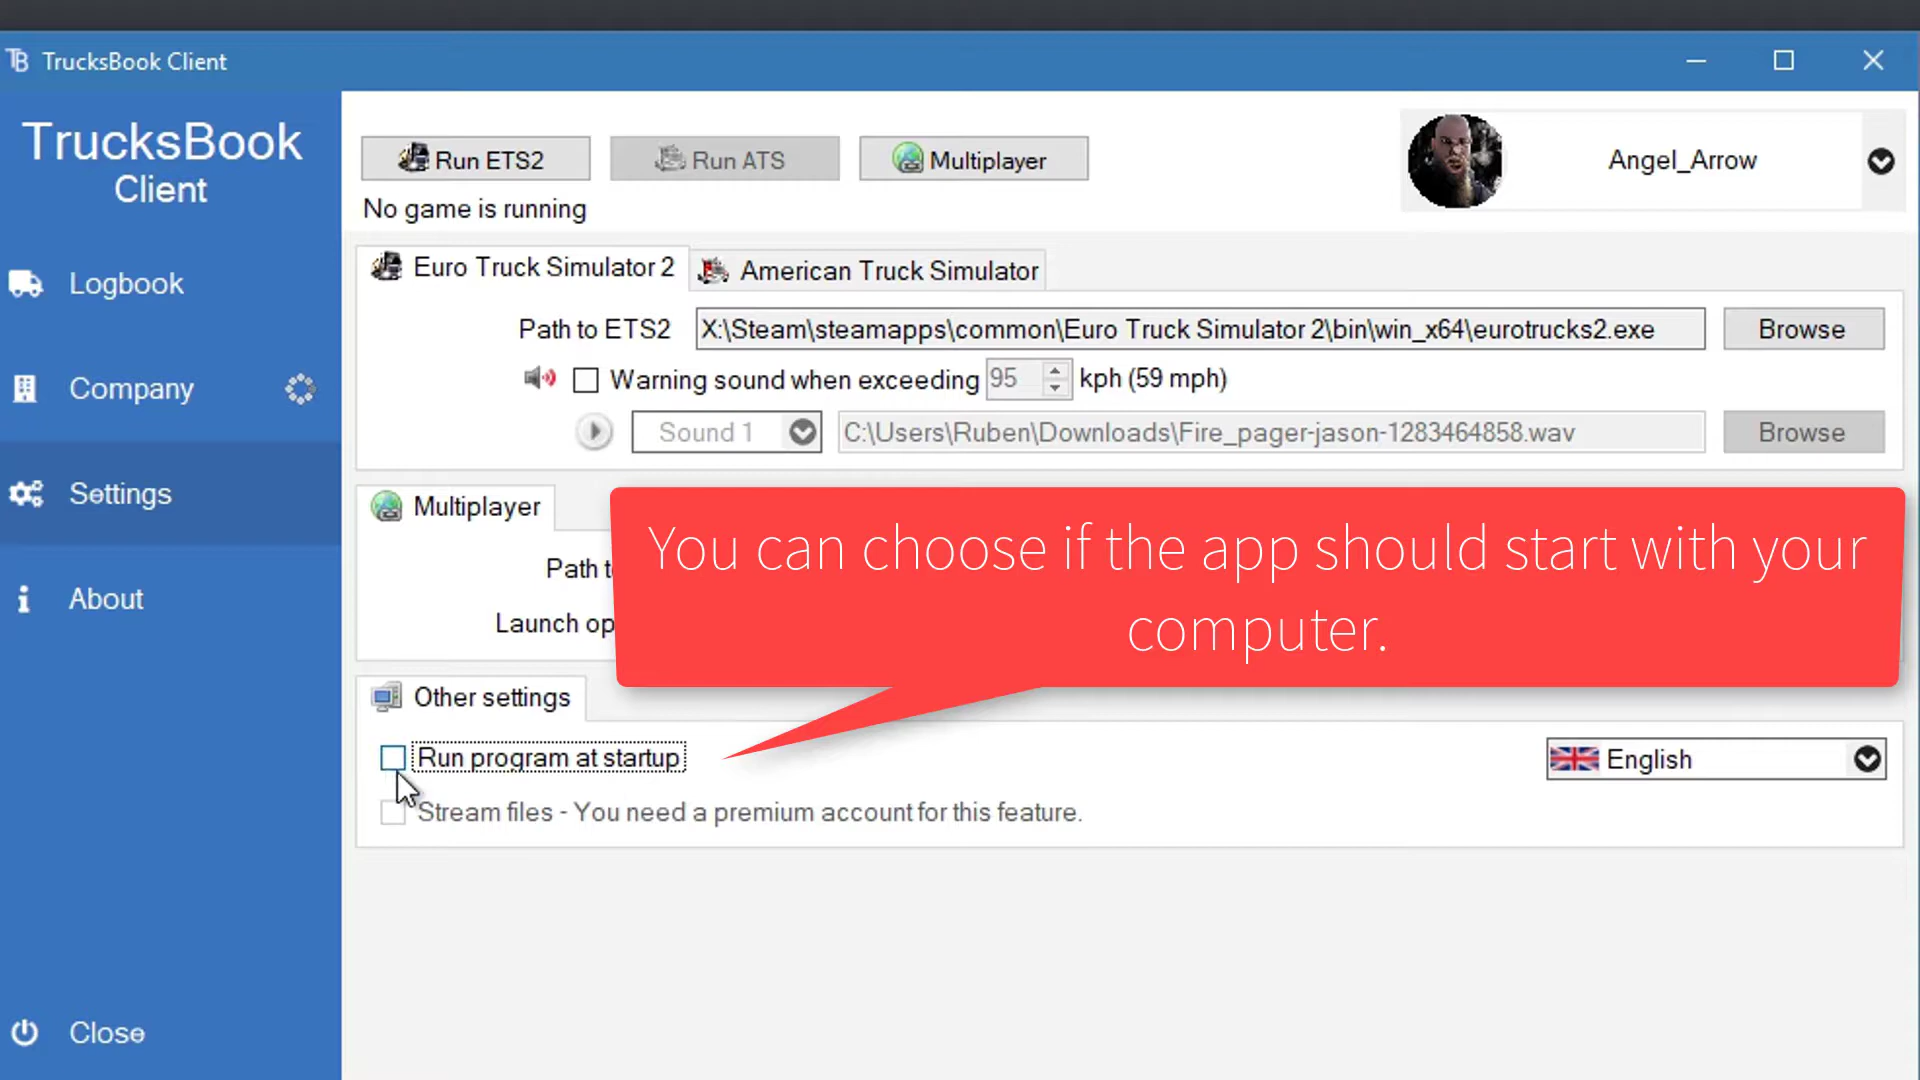 TrucksBook Client
TrucksBook
Client
Logbook
Company
Settings
About
Close
Run ETS2
Run ATS
Multiplayer
Angel_Arrow
No game is running
Euro Truck Simulator 2
American Truck Simulator
Path to ETS2
X:\Steam\steamapps\common\Euro Truck Simulator 2\bin\win_x64\eurotrucks2.exe
Browse
Warning sound when exceeding 95 kph (59 mph)
Sound 1
C:\Users\Ruben\Downloads\Fire_pager-jason-1283464858.wav
Browse
Multiplayer
Path
Launch
You can choose if the app should start with your
computer.
Other settings
Run program at startup
English
Stream files - You need a premium account for this feature.